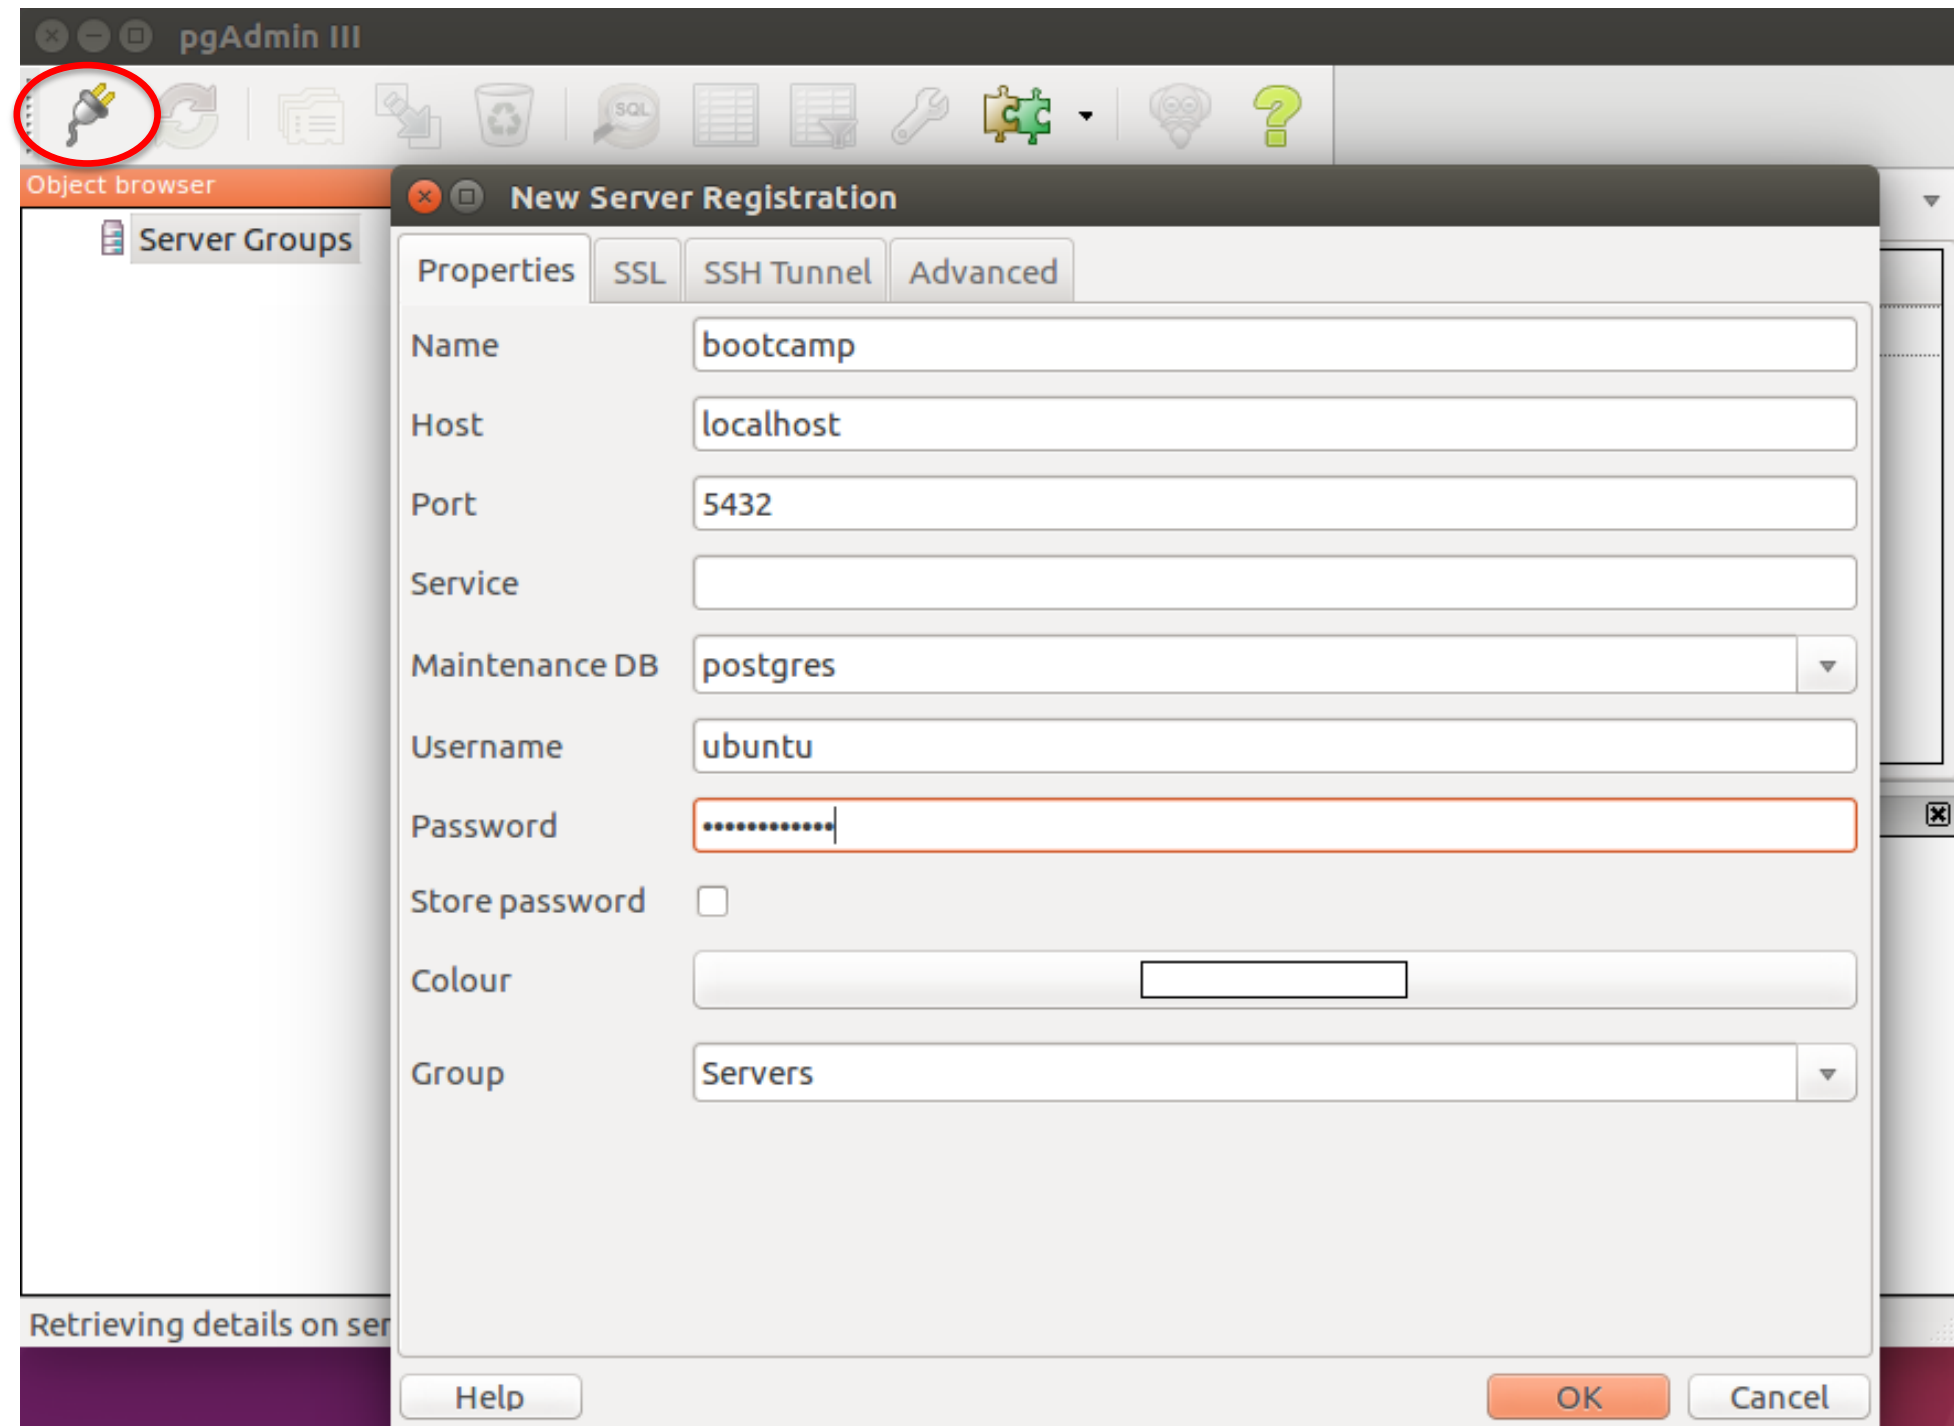 pgAdmin III
SQL
Object browser
Server Groups
New Server Registration
Properties SSL SSH Tunnel Advanced
Name bootcamp
Host localhost
Port 5432
Service
Maintenance DB postgres
Username ubuntu
Password ••••••••••••
Store password
Colour
Group Servers
Retrieving details on ser
Help OK Cancel